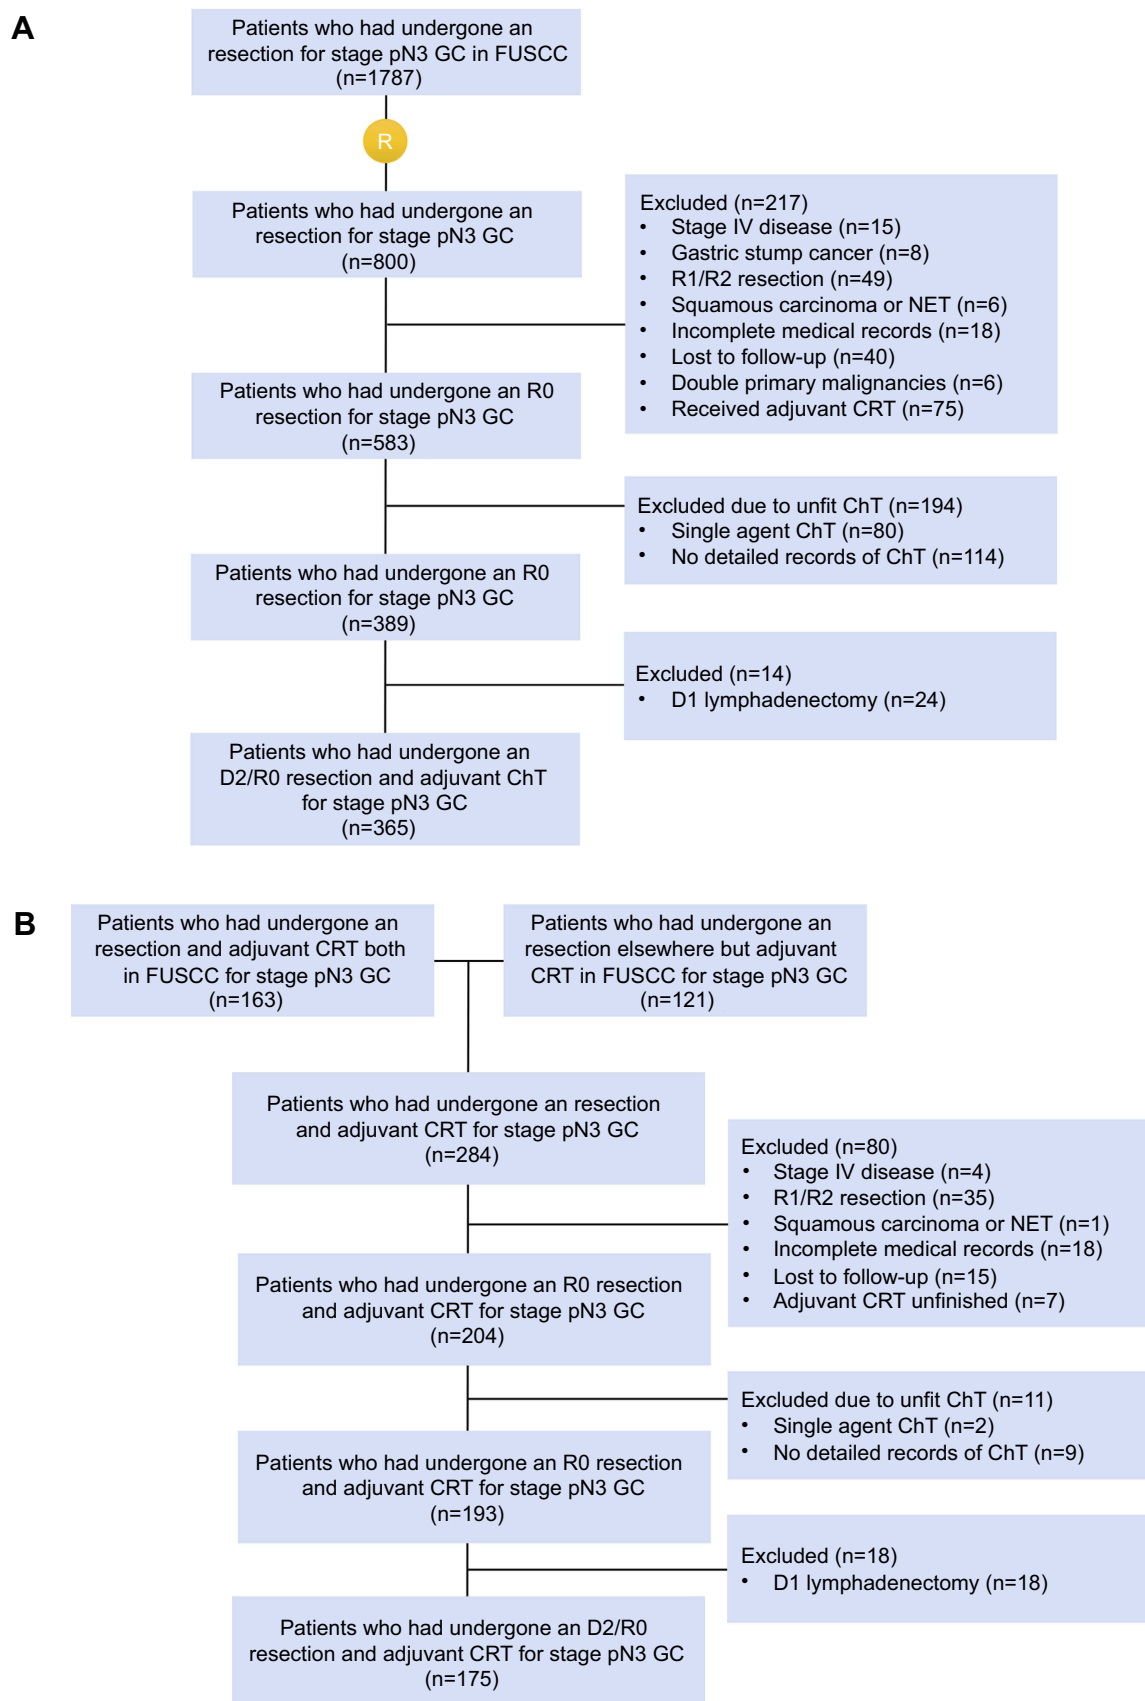 A
Patients who had undergone an
resection for stage pN3 GC in FUSCC
(n=1787)
R
Patients who had undergone an
resection for stage pN3 GC
(n=800)
Excluded (n=217)
• Stage IV disease (n=15)
• Gastric stump cancer (n=8)
• R1/R2 resection (n=49)
• Squamous carcinoma or NET (n=6)
• Incomplete medical records (n=18)
• Lost to follow-up (n=40)
• Double primary malignancies (n=6)
• Received adjuvant CRT (n=75)
Patients who had undergone an R0
resection for stage pN3 GC
(n=583)
Excluded due to unfit ChT (n=194)
• Single agent ChT (n=80)
• No detailed records of ChT (n=114)
Patients who had undergone an R0
resection for stage pN3 GC
(n=389)
Excluded (n=14)
• D1 lymphadenectomy (n=24)
Patients who had undergone an
D2/R0 resection and adjuvant ChT
for stage pN3 GC
(n=365)
B
Patients who had undergone an
resection and adjuvant CRT both
in FUSCC for stage pN3 GC
(n=163)
Patients who had undergone an
resection elsewhere but adjuvant
CRT in FUSCC for stage pN3 GC
(n=121)
Patients who had undergone an resection
and adjuvant CRT for stage pN3 GC
(n=284)
Excluded (n=80)
• Stage IV disease (n=4)
• R1/R2 resection (n=35)
• Squamous carcinoma or NET (n=1)
• Incomplete medical records (n=18)
• Lost to follow-up (n=15)
• Adjuvant CRT unfinished (n=7)
Patients who had undergone an R0 resection
and adjuvant CRT for stage pN3 GC
(n=204)
Excluded due to unfit ChT (n=11)
• Single agent ChT (n=2)
• No detailed records of ChT (n=9)
Patients who had undergone an R0 resection
and adjuvant CRT for stage pN3 GC
(n=193)
Excluded (n=18)
• D1 lymphadenectomy (n=18)
Patients who had undergone an D2/R0
resection and adjuvant CRT for stage pN3 GC
(n=175)